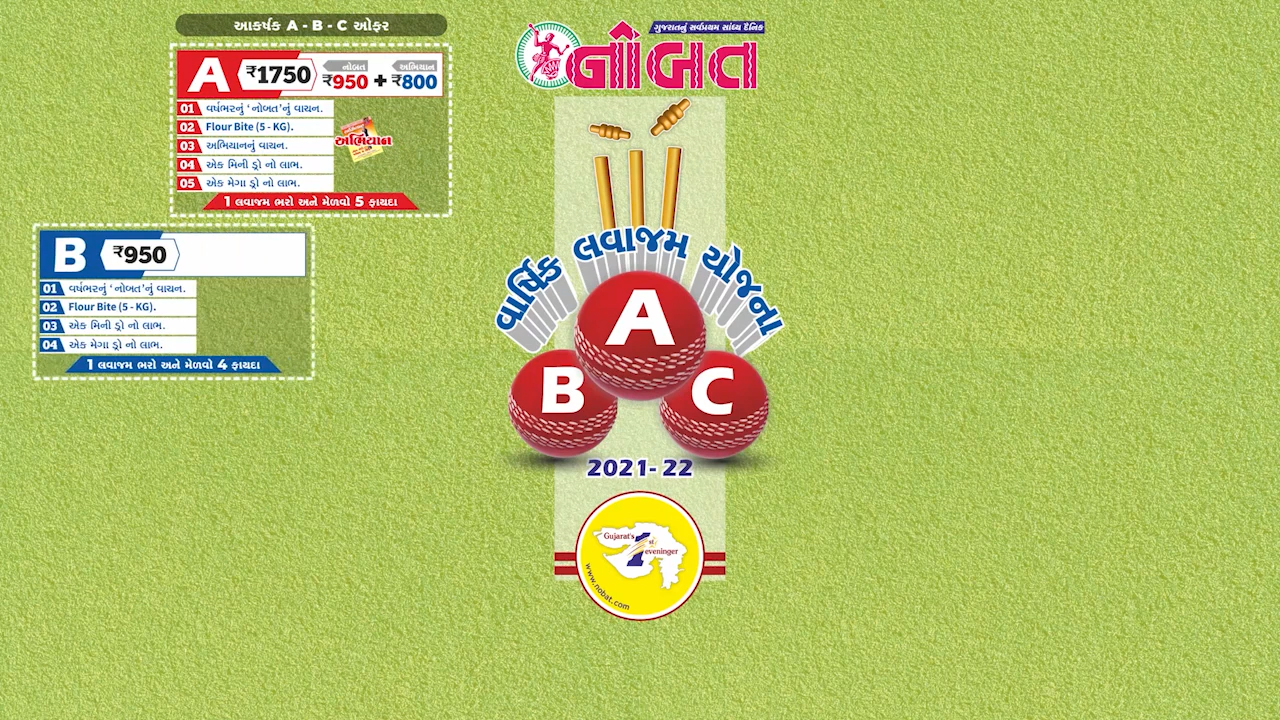 આકર્ષક A - B - C ઓફર
A ₹1750 નોબત ₹950 + અભિયાન ₹800
01 વર્ષભરનું 'નોબત'નું વાચન.
02 Flour Bite (5 - KG).
03 અભિયાનનું વાચન.
04 એક મિની ડ્રો નો લાભ.
05 એક મેગા ડ્રો નો લાભ.
અભિયાન
1 લવાજમ ભરો અને મેળવો 5 ફાયદા
B ₹950
01 વર્ષભરનું 'નોબત'નું વાચન.
02 Flour Bite (5 - KG).
03 એક મિની ડ્રો નો લાભ.
04 એક મેગા ડ્રો નો લાભ.
1 લવાજમ ભરો અને મેળવો 4 ફાયદા
ગુજરાતનું સર્વપ્રથમ સાંધ્ય દૈનિક
નોબત
વાર્ષિક લવાજમ યોજના
A
B C
2021- 22
Gujarat's 1st eveninger
www.nobat.com